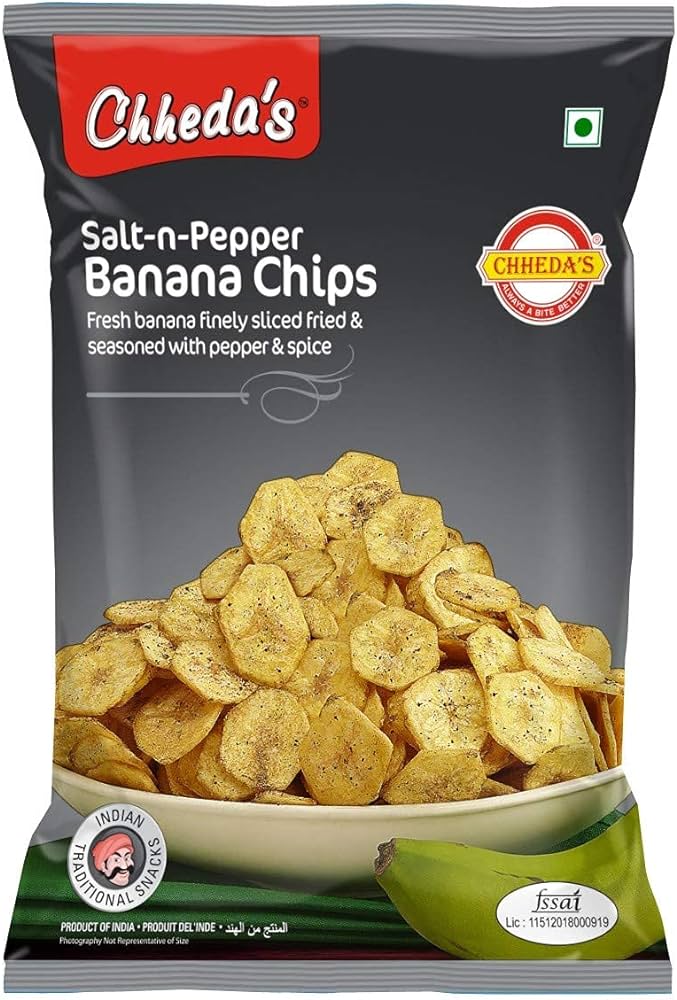 Chheda's™
Salt-n-Pepper
Banana Chips
Fresh banana finely sliced fried &
seasoned with pepper & spice
CHHEDA'S®
ALWAYS A BITE BETTER
INDIAN
TRADITIONAL SNACKS
PRODUCT OF INDIA • PRODUIT DEL'INDE • المنتج من الهند
Photography Not Representative of Size
fssai
Lic : 11512018000919